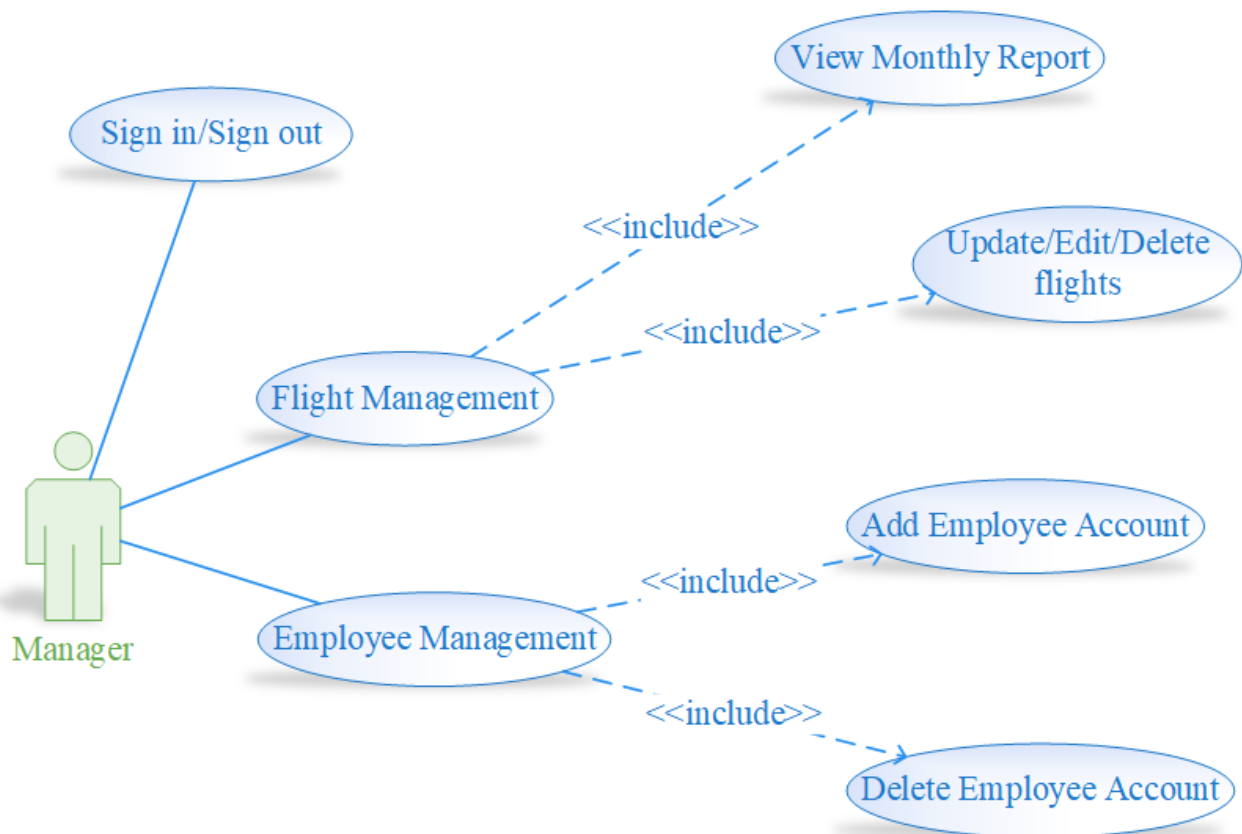 View Monthly Report
Sign in/Sign out
<<include>>
Update/Edit/Delete
flights
<<include>>
Flight Management
Add Employee Account
<<include>>
Employee Management
Manager
<<include>>
Delete Employee Account